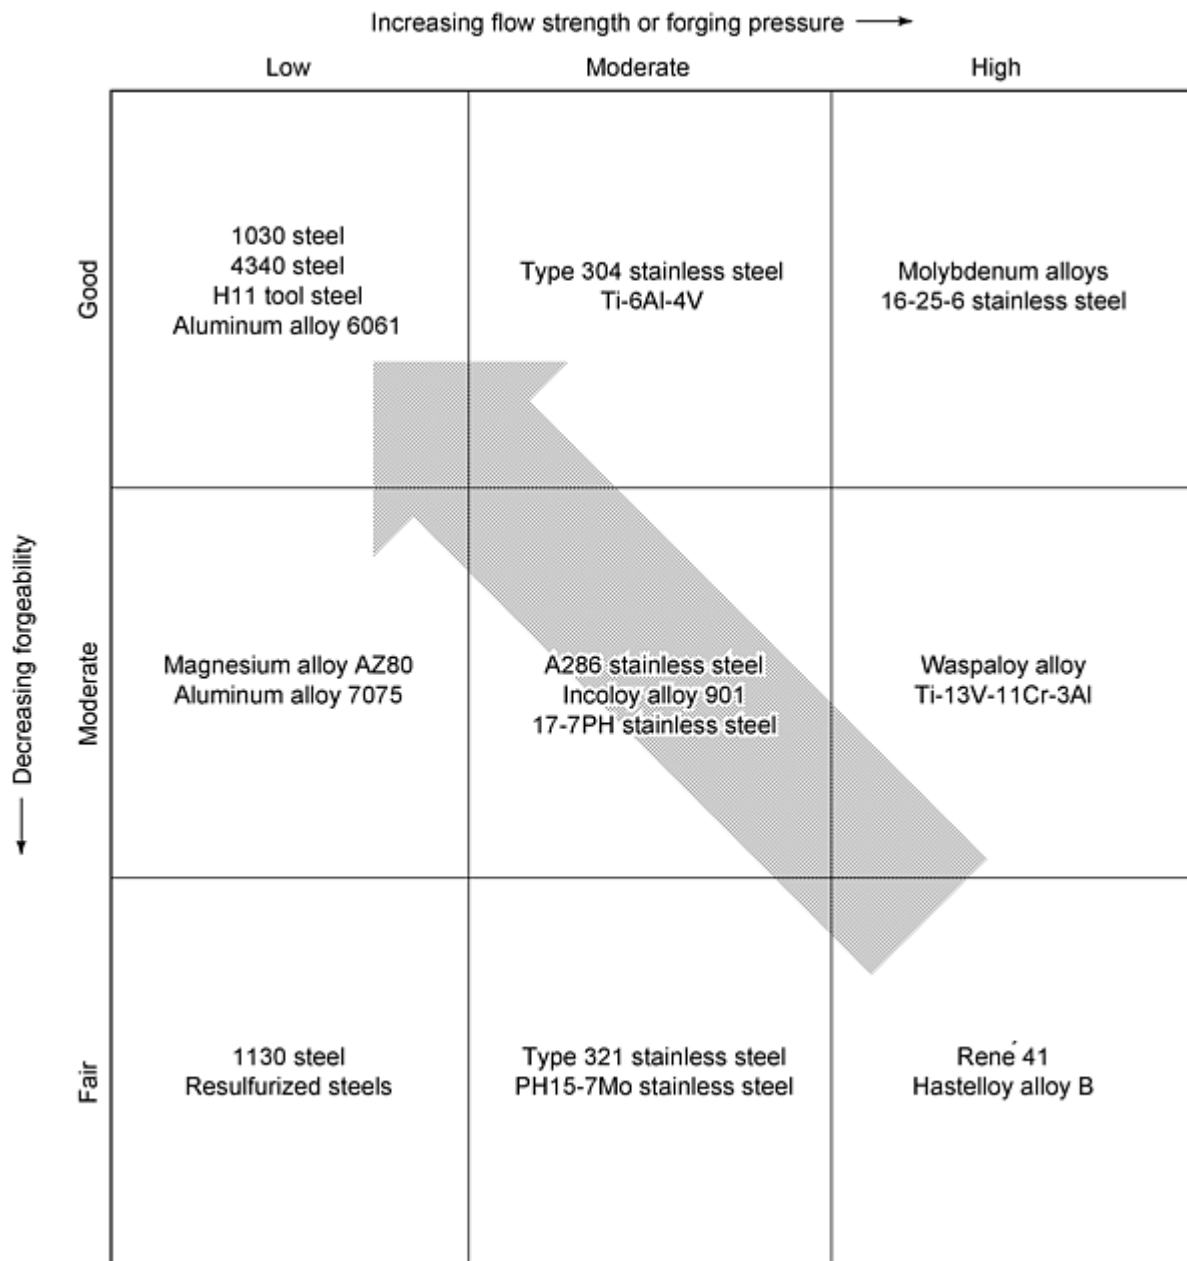 Increasing flow strength or forging pressure
Low
Moderate
High
Good
1030 steel
4340 steel
H11 tool steel
Aluminum alloy 6061
Type 304 stainless steel
Ti-6Al-4V
Molybdenum alloys
16-25-6 stainless steel
Decreasing forgeability
Moderate
Magnesium alloy AZ80
Aluminum alloy 7075
A286 stainless steel
Incoloy alloy 901
17-7PH stainless steel
Waspaloy alloy
Ti-13V-11Cr-3Al
Fair
1130 steel
Resulfurized steels
Type 321 stainless steel
PH15-7Mo stainless steel
René 41
Hastelloy alloy B